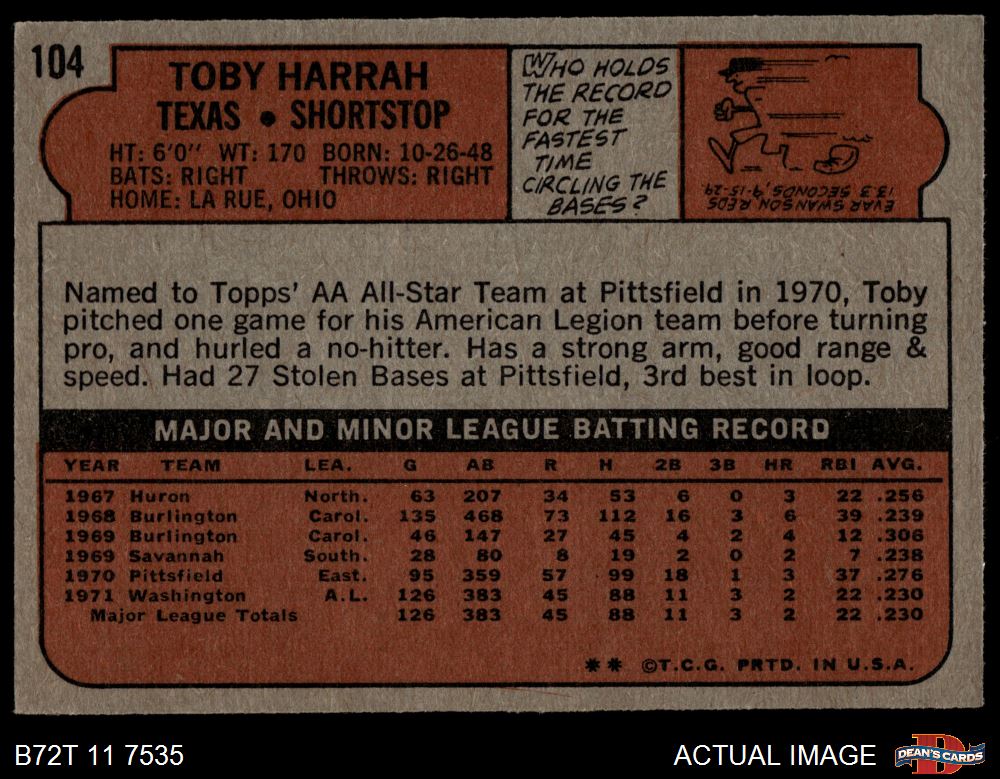 104
TOBY HARRAH
TEXAS • SHORTSTOP
HT: 6'0" WT: 170 BORN: 10-26-48
BATS: RIGHT THROWS: RIGHT
HOME: LA RUE, OHIO
WHO HOLDS
THE RECORD
FOR THE
FASTEST
TIME
CIRCLING THE
BASES?
EVAR SWANSON REDS
13.3 SECONDS, 9-15-29
Named to Topps' AA All-Star Team at Pittsfield in 1970, Toby
pitched one game for his American Legion team before turning
pro, and hurled a no-hitter. Has a strong arm, good range &
speed. Had 27 Stolen Bases at Pittsfield, 3rd best in loop.
MAJOR AND MINOR LEAGUE BATTING RECORD
YEAR TEAM LEA. G AB R H 2B 3B HR RBI AVG.
1967 Huron North. 63 207 34 53 6 0 3 22 .256
1968 Burlington Carol. 135 468 73 112 16 3 6 39 .239
1969 Burlington Carol. 46 147 27 45 4 2 4 12 .306
1969 Savannah South. 28 80 8 19 2 0 2 7 .238
1970 Pittsfield East. 95 359 57 99 18 1 3 37 .276
1971 Washington A.L. 126 383 45 88 11 3 2 22 .230
Major League Totals 126 383 45 88 11 3 2 22 .230
** ©T.C.G. PRTD. IN U.S.A.
B72T 11 7535
ACTUAL IMAGE
DEAN'S CARDS